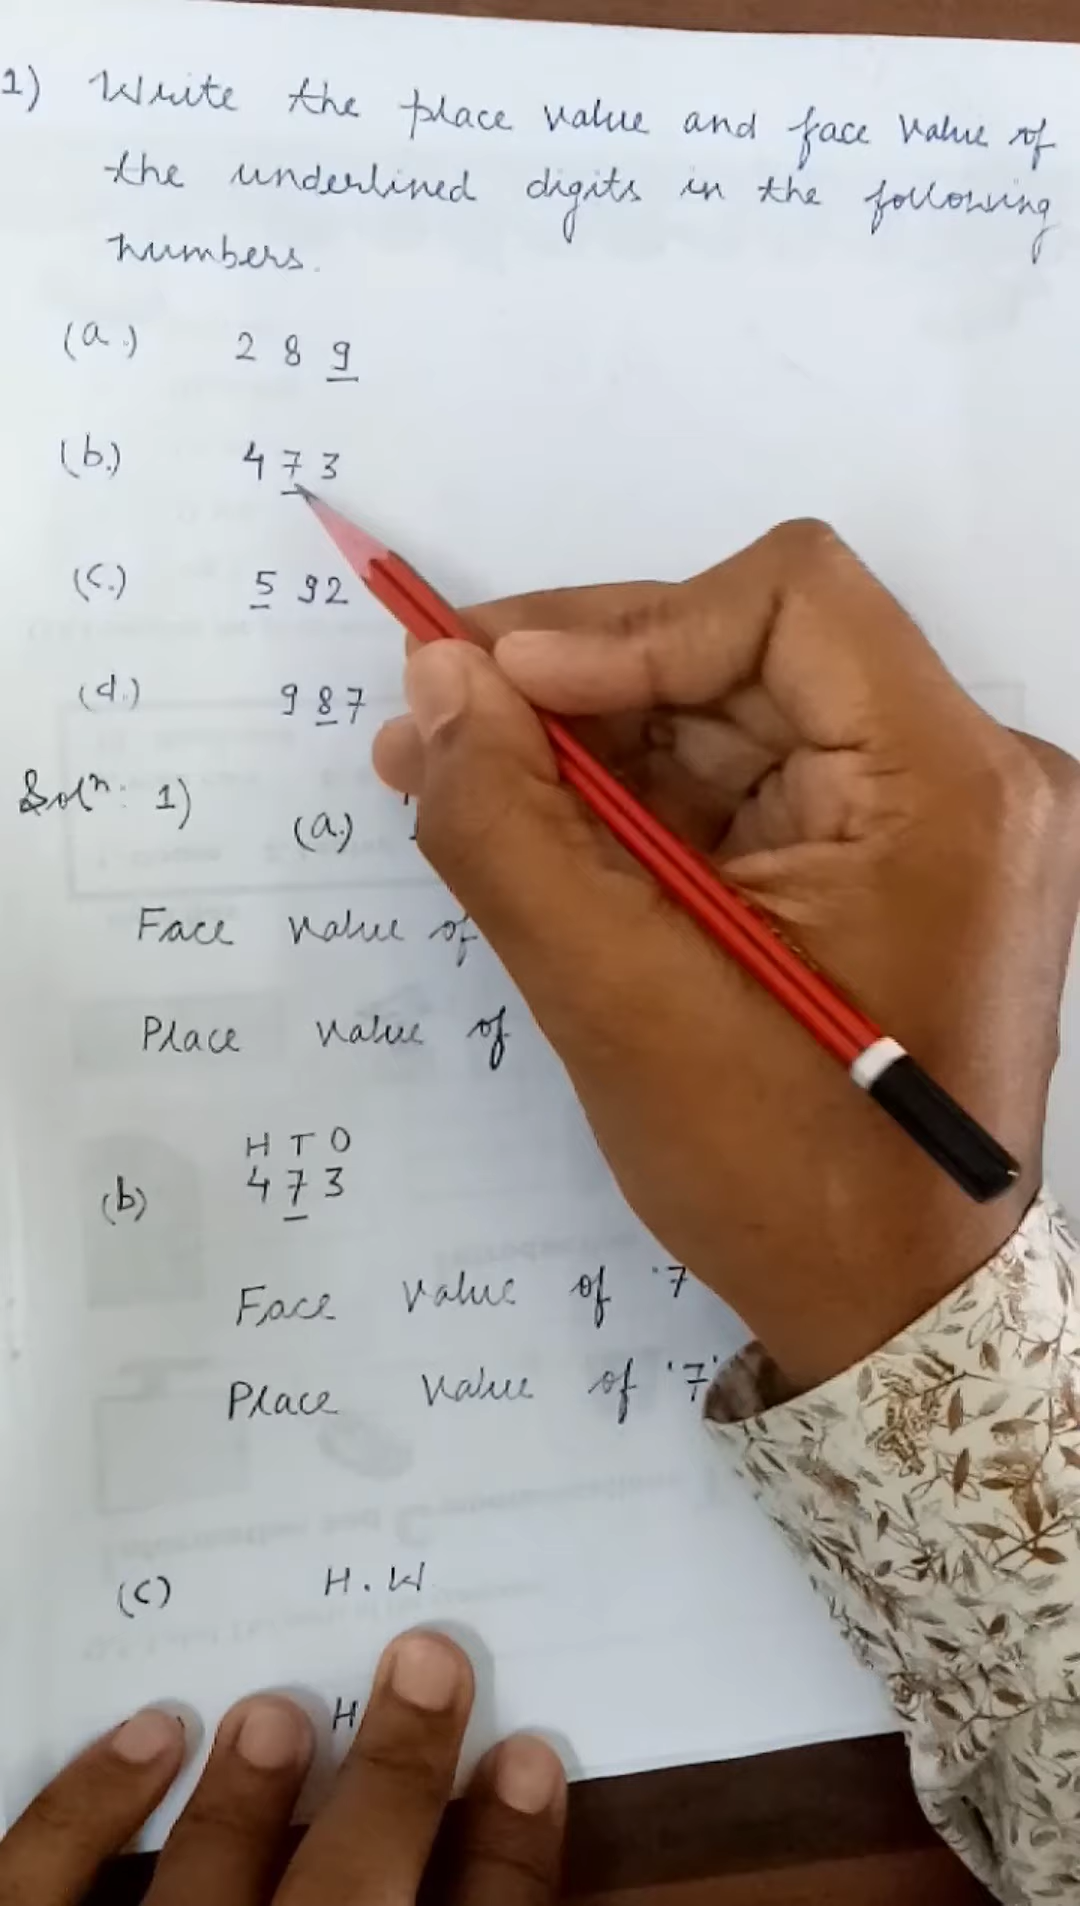 1) Write the place value and face value of
the underlined digits in the following
numbers.
(a.) 2 8 9
(b.) 4 7 3
(c.) 5 9 2
(d.) 9 8 7
Solⁿ: 1)
(a.)
Face value of
Place value of
H T O
(b) 4 7 3
Face value of '7
Place value of '7'
(c) H.W
H